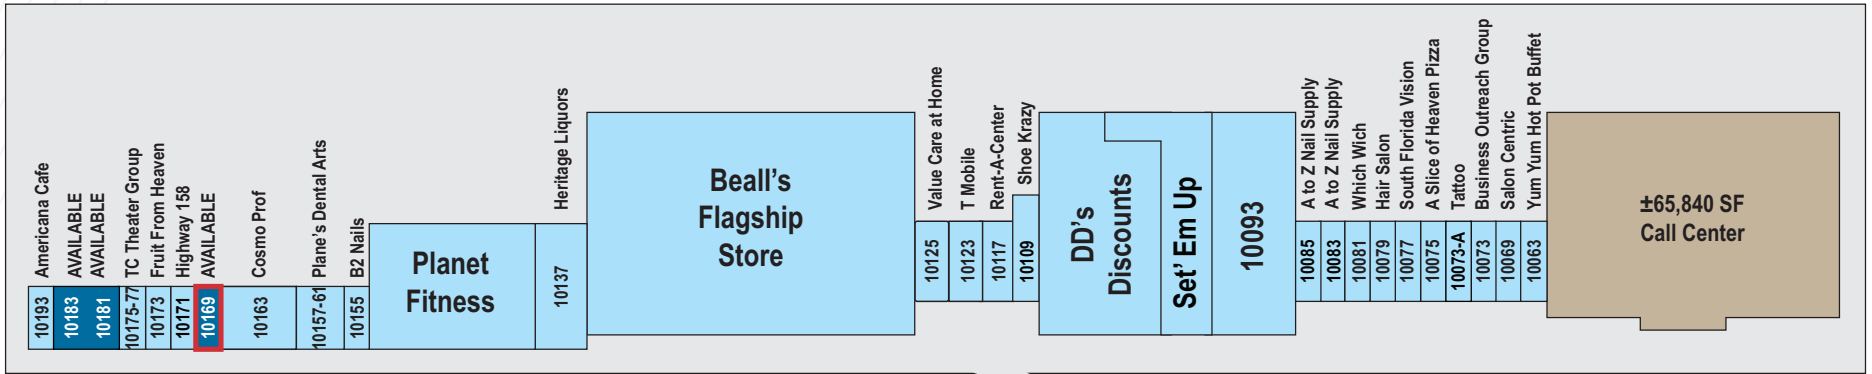 Americana Cafe
10193
AVAILABLE
10183
AVAILABLE
10181
TC Theater Group
10175-77
Fruit From Heaven
10173
Highway 158
10171
AVAILABLE
10169
Cosmo Prof
10163
Plane's Dental Arts
10157-61
B2 Nails
10155
Planet
Fitness
Heritage Liquors
10137
Beall's
Flagship
Store
Value Care at Home
10125
T Mobile
10123
Rent-A-Center
10117
Shoe Krazy
10109
DD's
Discounts
Set' Em Up
10093
A to Z Nail Supply
10085
A to Z Nail Supply
10083
Which Wich
10081
Hair Salon
10079
South Florida Vision
10077
A Slice of Heaven Pizza
10075
Tattoo
10073-A
Business Outreach Group
10073
Salon Centric
10069
Yum Yum Hot Pot Buffet
10063
±65,840 SF
Call Center